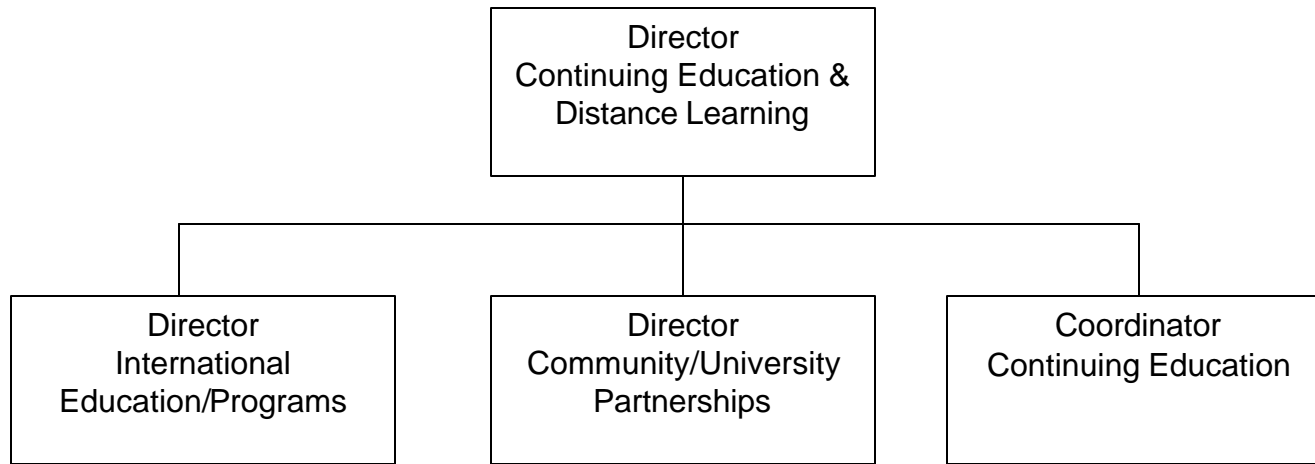 Director
Continuing Education &
Distance Learning
Director
International
Education/Programs
Director
Community/University
Partnerships
Coordinator
Continuing Education